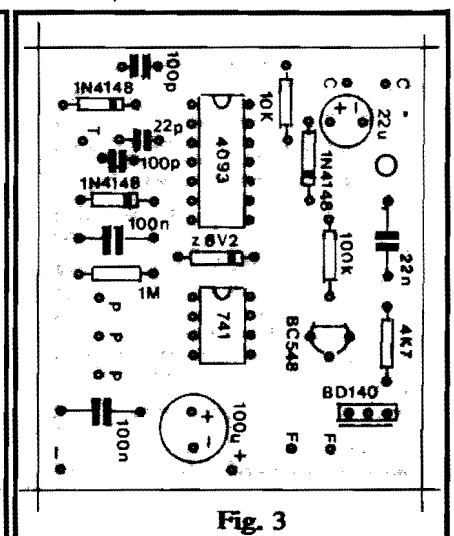 100p
1N4148
10K
C
C
+
-
22u
22p
T
100p
4093
1N4148
1N4148
100n
z 6V2
100k
22n
1M
P
P
P
741
BC548
4K7
BD140
100n
+
-
100u
F
F
-
+
Fig. 3